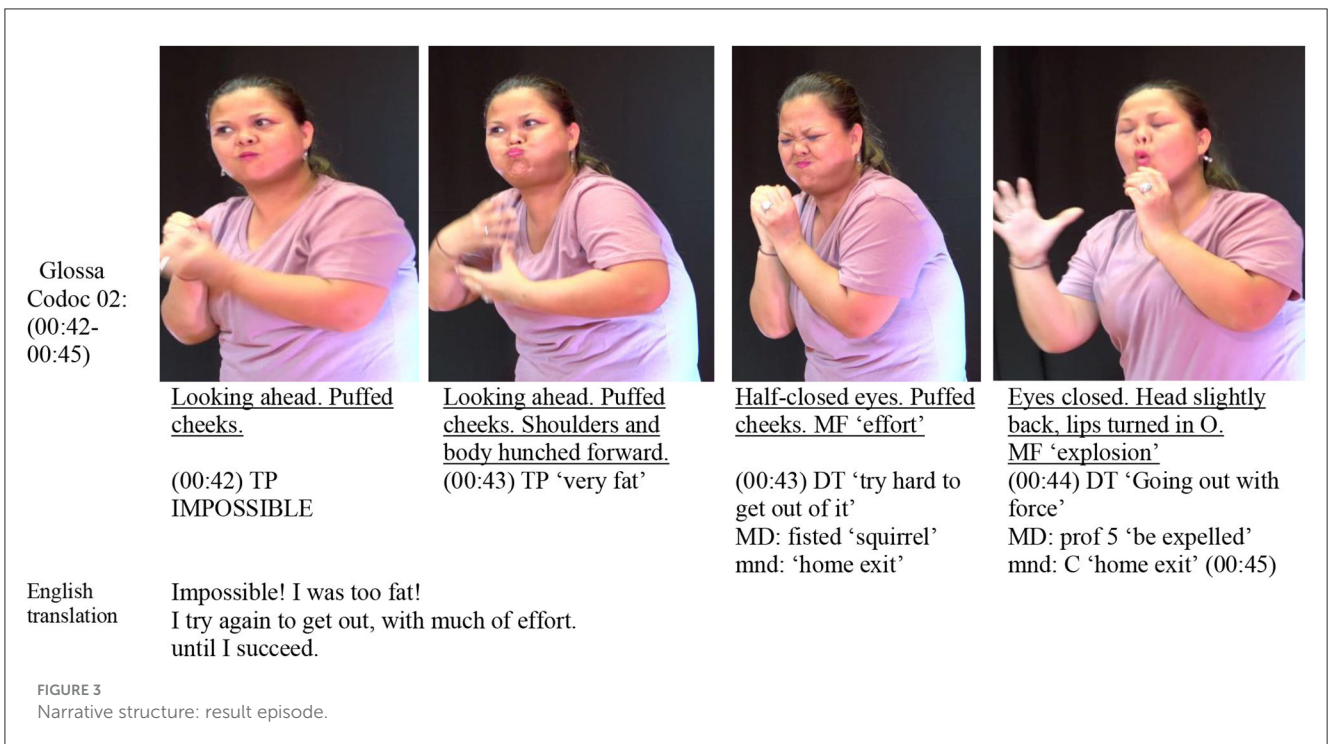 Glossa
Codoc 02:
(00:42-
00:45)
Looking ahead. Puffed
cheeks.
(00:42) TP
IMPOSSIBLE
Looking ahead. Puffed
cheeks. Shoulders and
body hunched forward.
(00:43) TP ‘very fat’
Half-closed eyes. Puffed
cheeks. MF ‘effort’
(00:43) DT ‘try hard to
get out of it’
MD: fisted ‘squirrel’
mnd: ‘home exit’
Eyes closed. Head slightly
back, lips turned in O.
MF ‘explosion’
(00:44) DT ‘Going out with
force’
MD: prof 5 ‘be expelled’
mnd: C ‘home exit’ (00:45)
English
translation
Impossible! I was too fat!
I try again to get out, with much of effort.
until I succeed.
FIGURE 3
Narrative structure: result episode.